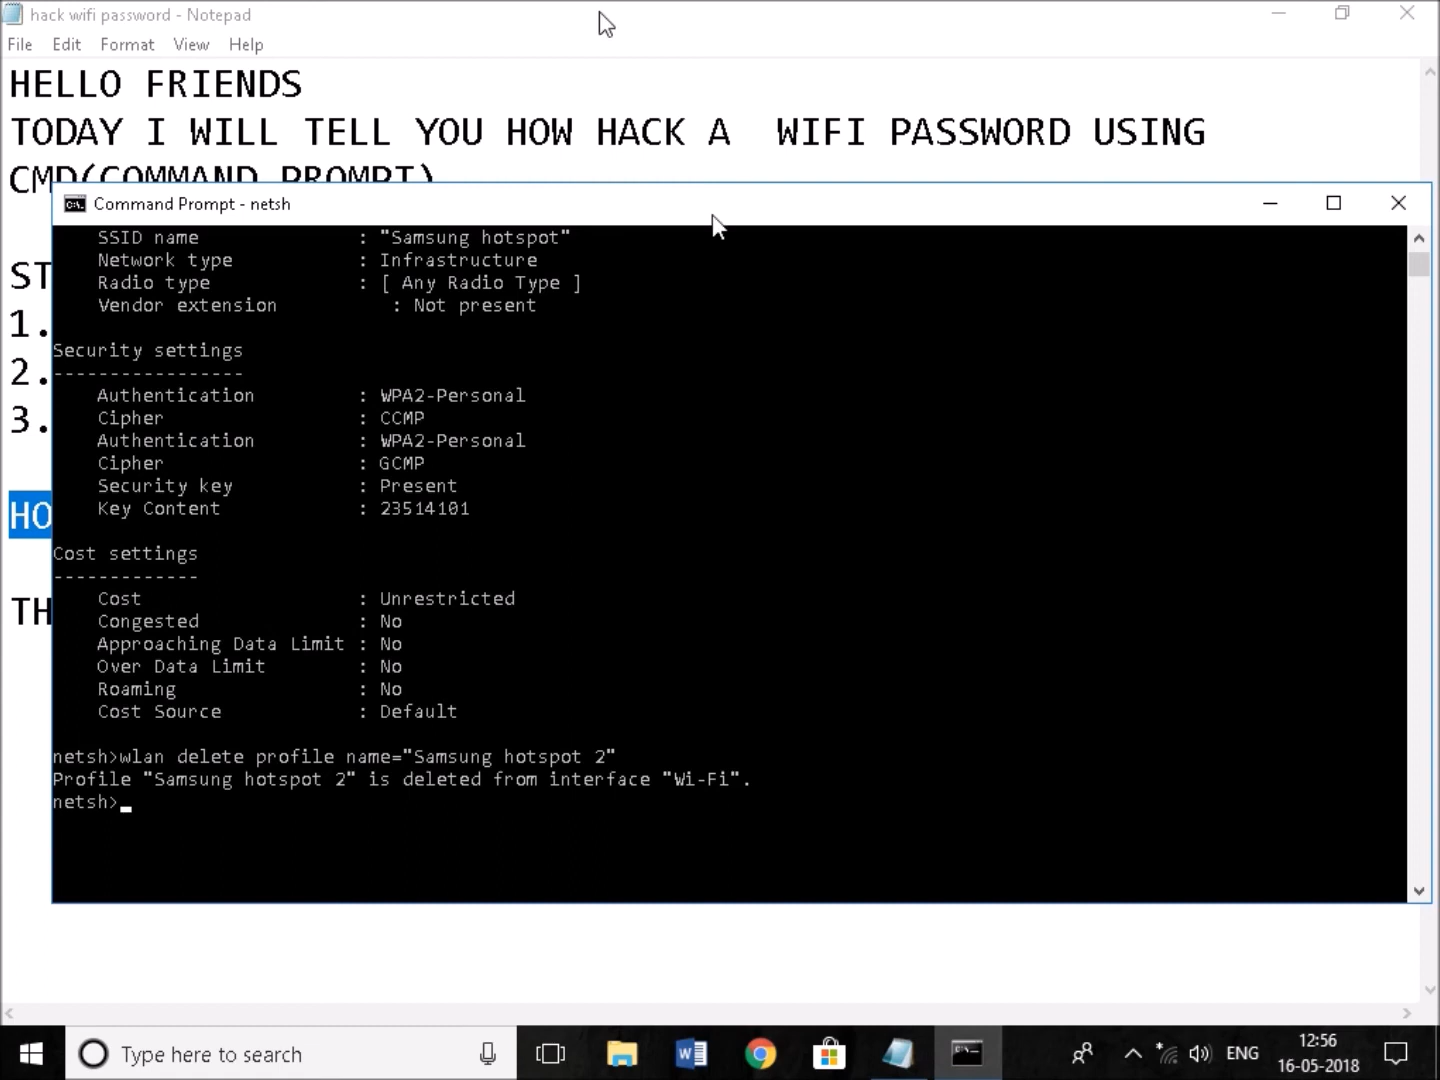 hack wifi password - Notepad
File Edit Format View Help
HELLO FRIENDS
TODAY I WILL TELL YOU HOW HACK A  WIFI PASSWORD USING
CMD(COMMAND PROMPT)
ST
1.
2.
3.
HO
TH
Command Prompt - netsh
SSID name : "Samsung hotspot"
Network type : Infrastructure
Radio type : [ Any Radio Type ]
Vendor extension : Not present
Security settings
-----------------
Authentication : WPA2-Personal
Cipher : CCMP
Authentication : WPA2-Personal
Cipher : GCMP
Security key : Present
Key Content : 23514101
Cost settings
-------------
Cost : Unrestricted
Congested : No
Approaching Data Limit : No
Over Data Limit : No
Roaming : No
Cost Source : Default
netsh>wlan delete profile name="Samsung hotspot 2"
Profile "Samsung hotspot 2" is deleted from interface "Wi-Fi".
netsh>
Type here to search
ENG
12:56
16-05-2018